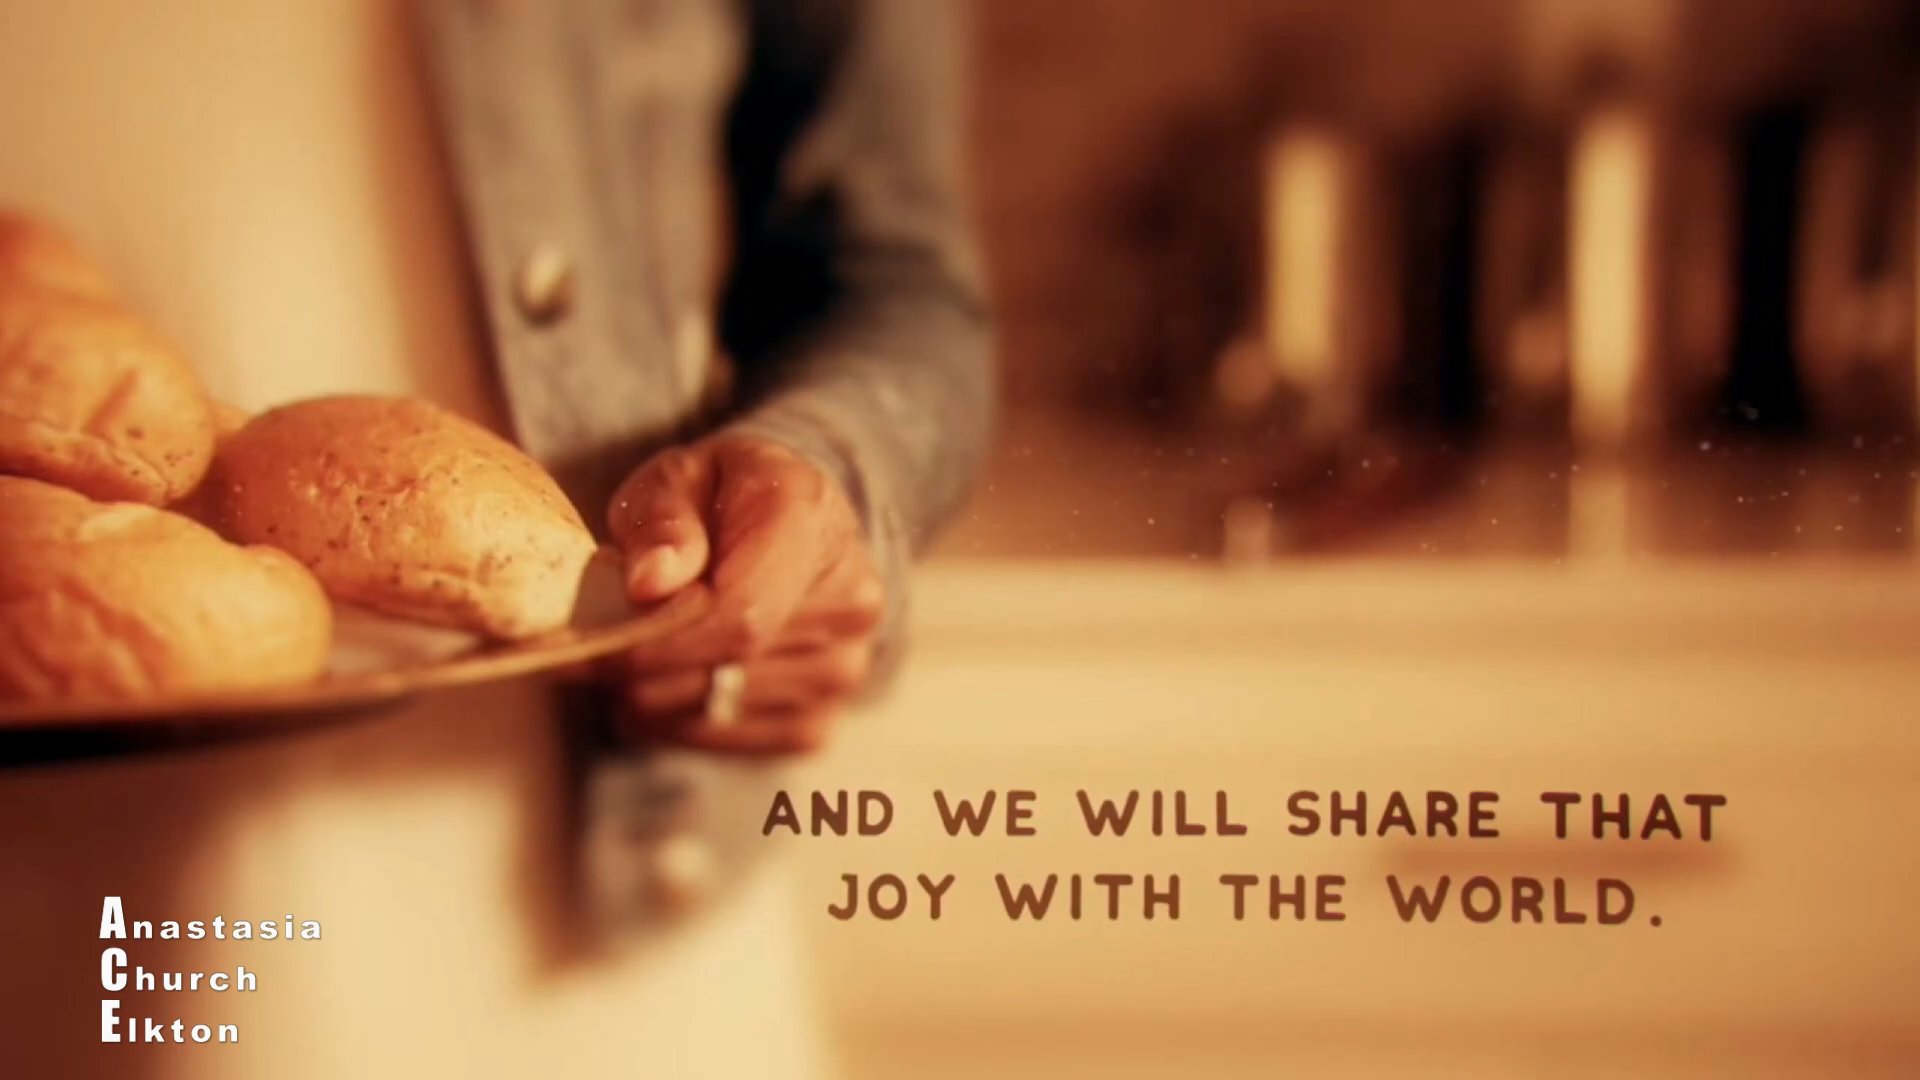 AND WE WILL SHARE THAT
JOY WITH THE WORLD.
Anastasia
Church
Elkton